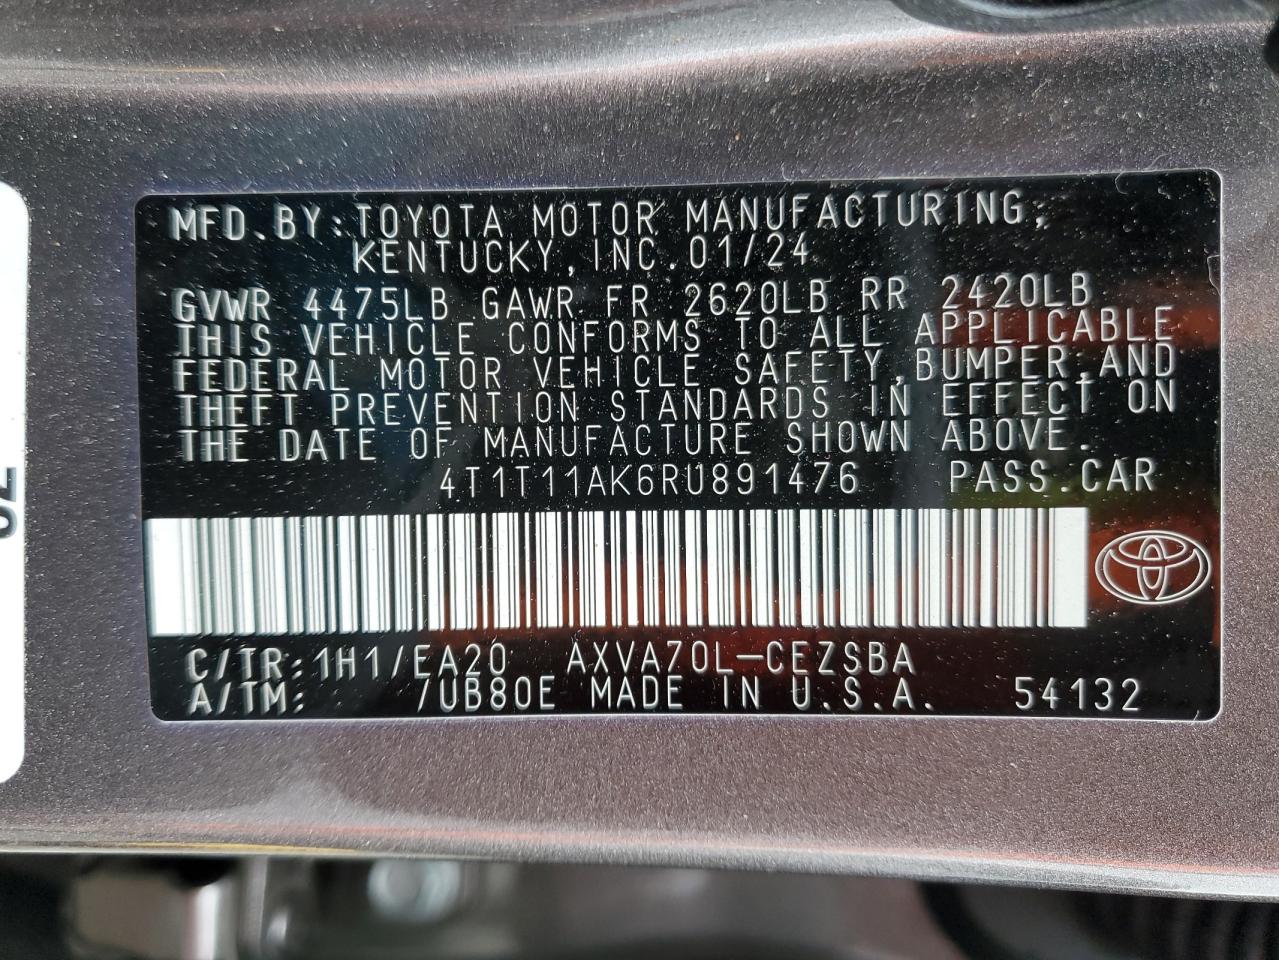 MFD.BY:TOYOTA MOTOR MANUFACTURING,
KENTUCKY,INC.01/24
GVWR 4475LB GAWR FR 2620LB RR 2420LB
THIS VEHICLE CONFORMS TO ALL APPLICABLE
FEDERAL MOTOR VEHICLE SAFETY,BUMPER,AND
THEFT PREVENTION STANDARDS IN EFFECT ON
THE DATE OF MANUFACTURE SHOWN ABOVE.
4T1T11AK6RU891476 PASS.CAR
C/TR:1H1/EA20 AXVA70L-CEZSBA
A/TM: /UB80E MADE IN U.S.A. 54132